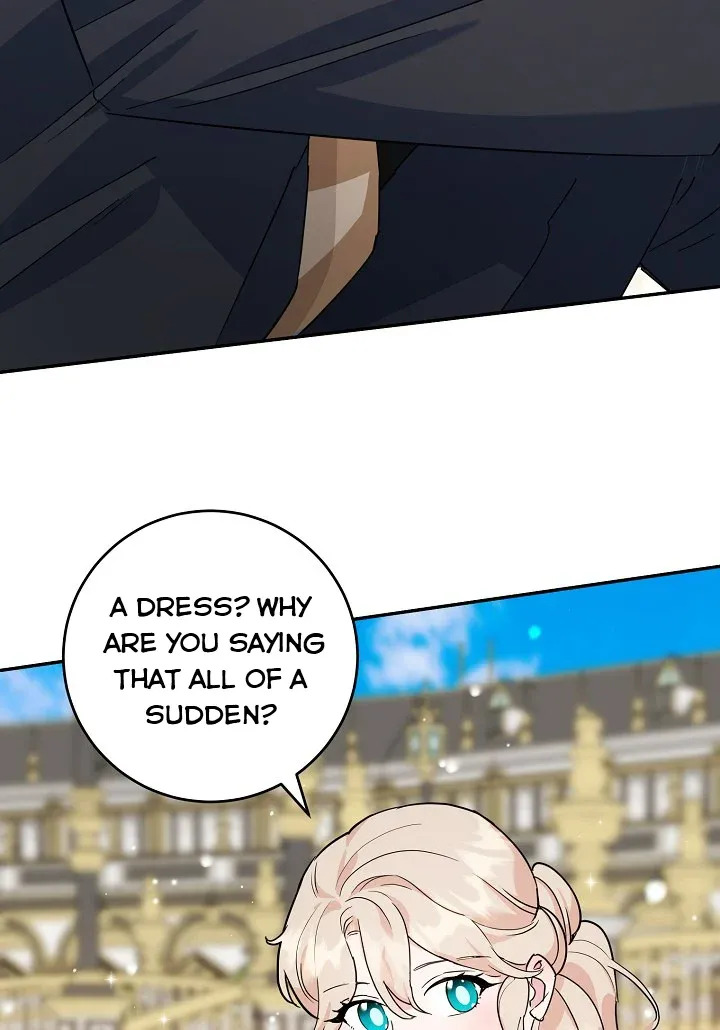 A DRESS? WHY
ARE YOU SAYING
THAT ALL OF A
SUDDEN?